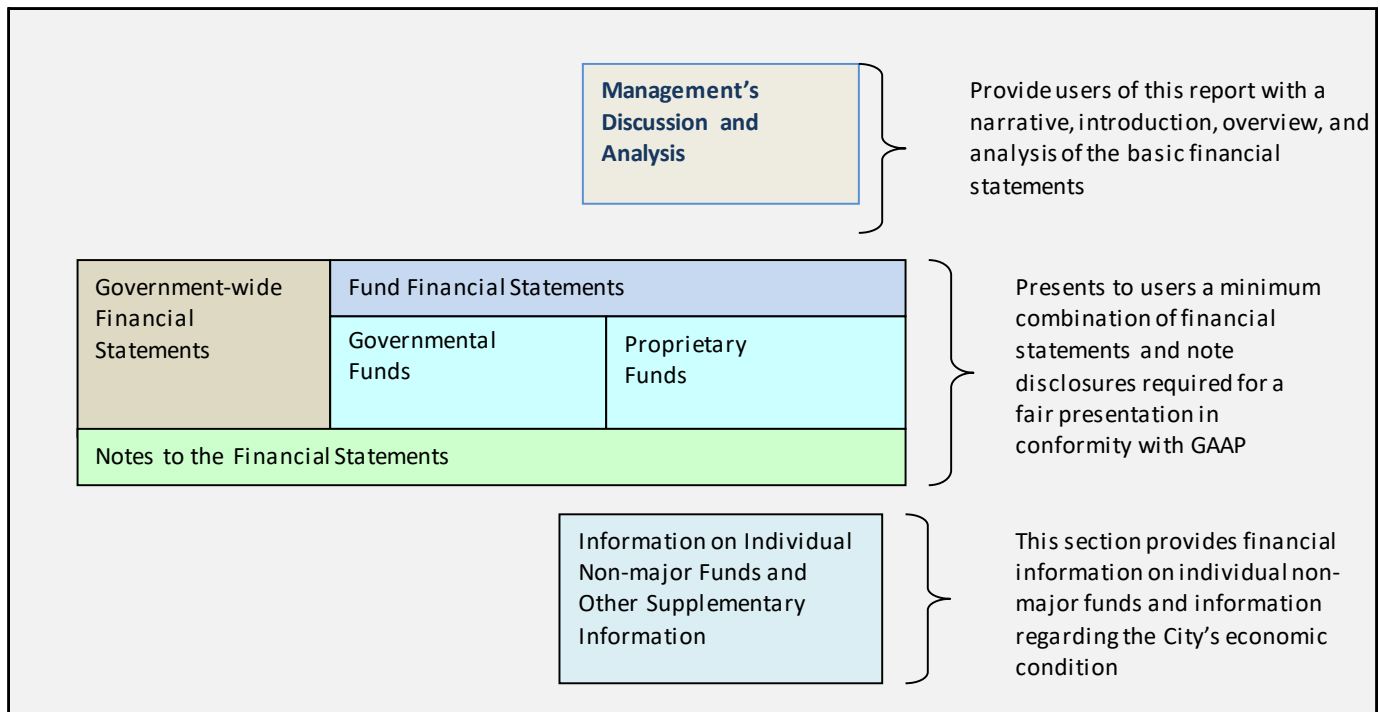 Management’s
Discussion and
Analysis
Provide users of this report with a
narrative, introduction, overview, and
analysis of the basic financial
statements
Government-wide
Financial
Statements
Fund Financial Statements
Governmental
Funds
Proprietary
Funds
Notes to the Financial Statements
Presents to users a minimum
combination of financial
statements and note
disclosures required for a
fair presentation in
conformity with GAAP
Information on Individual
Non-major Funds and
Other Supplementary
Information
This section provides financial
information on individual non-
major funds and information
regarding the City’s economic
condition